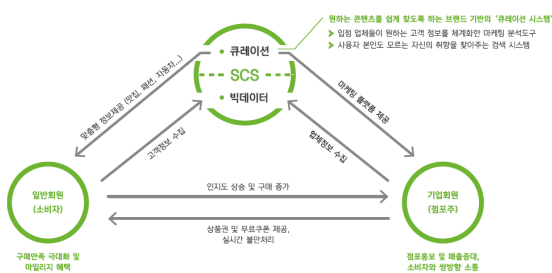 원하는 콘텐츠를 쉽게 찾도록 하는 브랜드 기반의 '큐레이션 시스템'
입점 업체들이 원하는 고객 정보를 체계화한 마케팅 분석도구
사용자 본인도 모르는 자신의 취향을 찾아주는 검색 시스템
• 큐레이션
SCS
• 빅데이터
맞춤형 정보제공 (맛집, 패션, 자동차...)
고객정보 수집
마케팅 플랫폼 제공
업체정보 수집
일반회원
(소비자)
인지도 상승 및 구매 증가
기업회원
(점포주)
상품권 및 무료쿠폰 제공,
실시간 불만처리
구매만족 극대화 및
마일리지 혜택
점포홍보 및 매출증대,
소비자와 쌍방향 소통